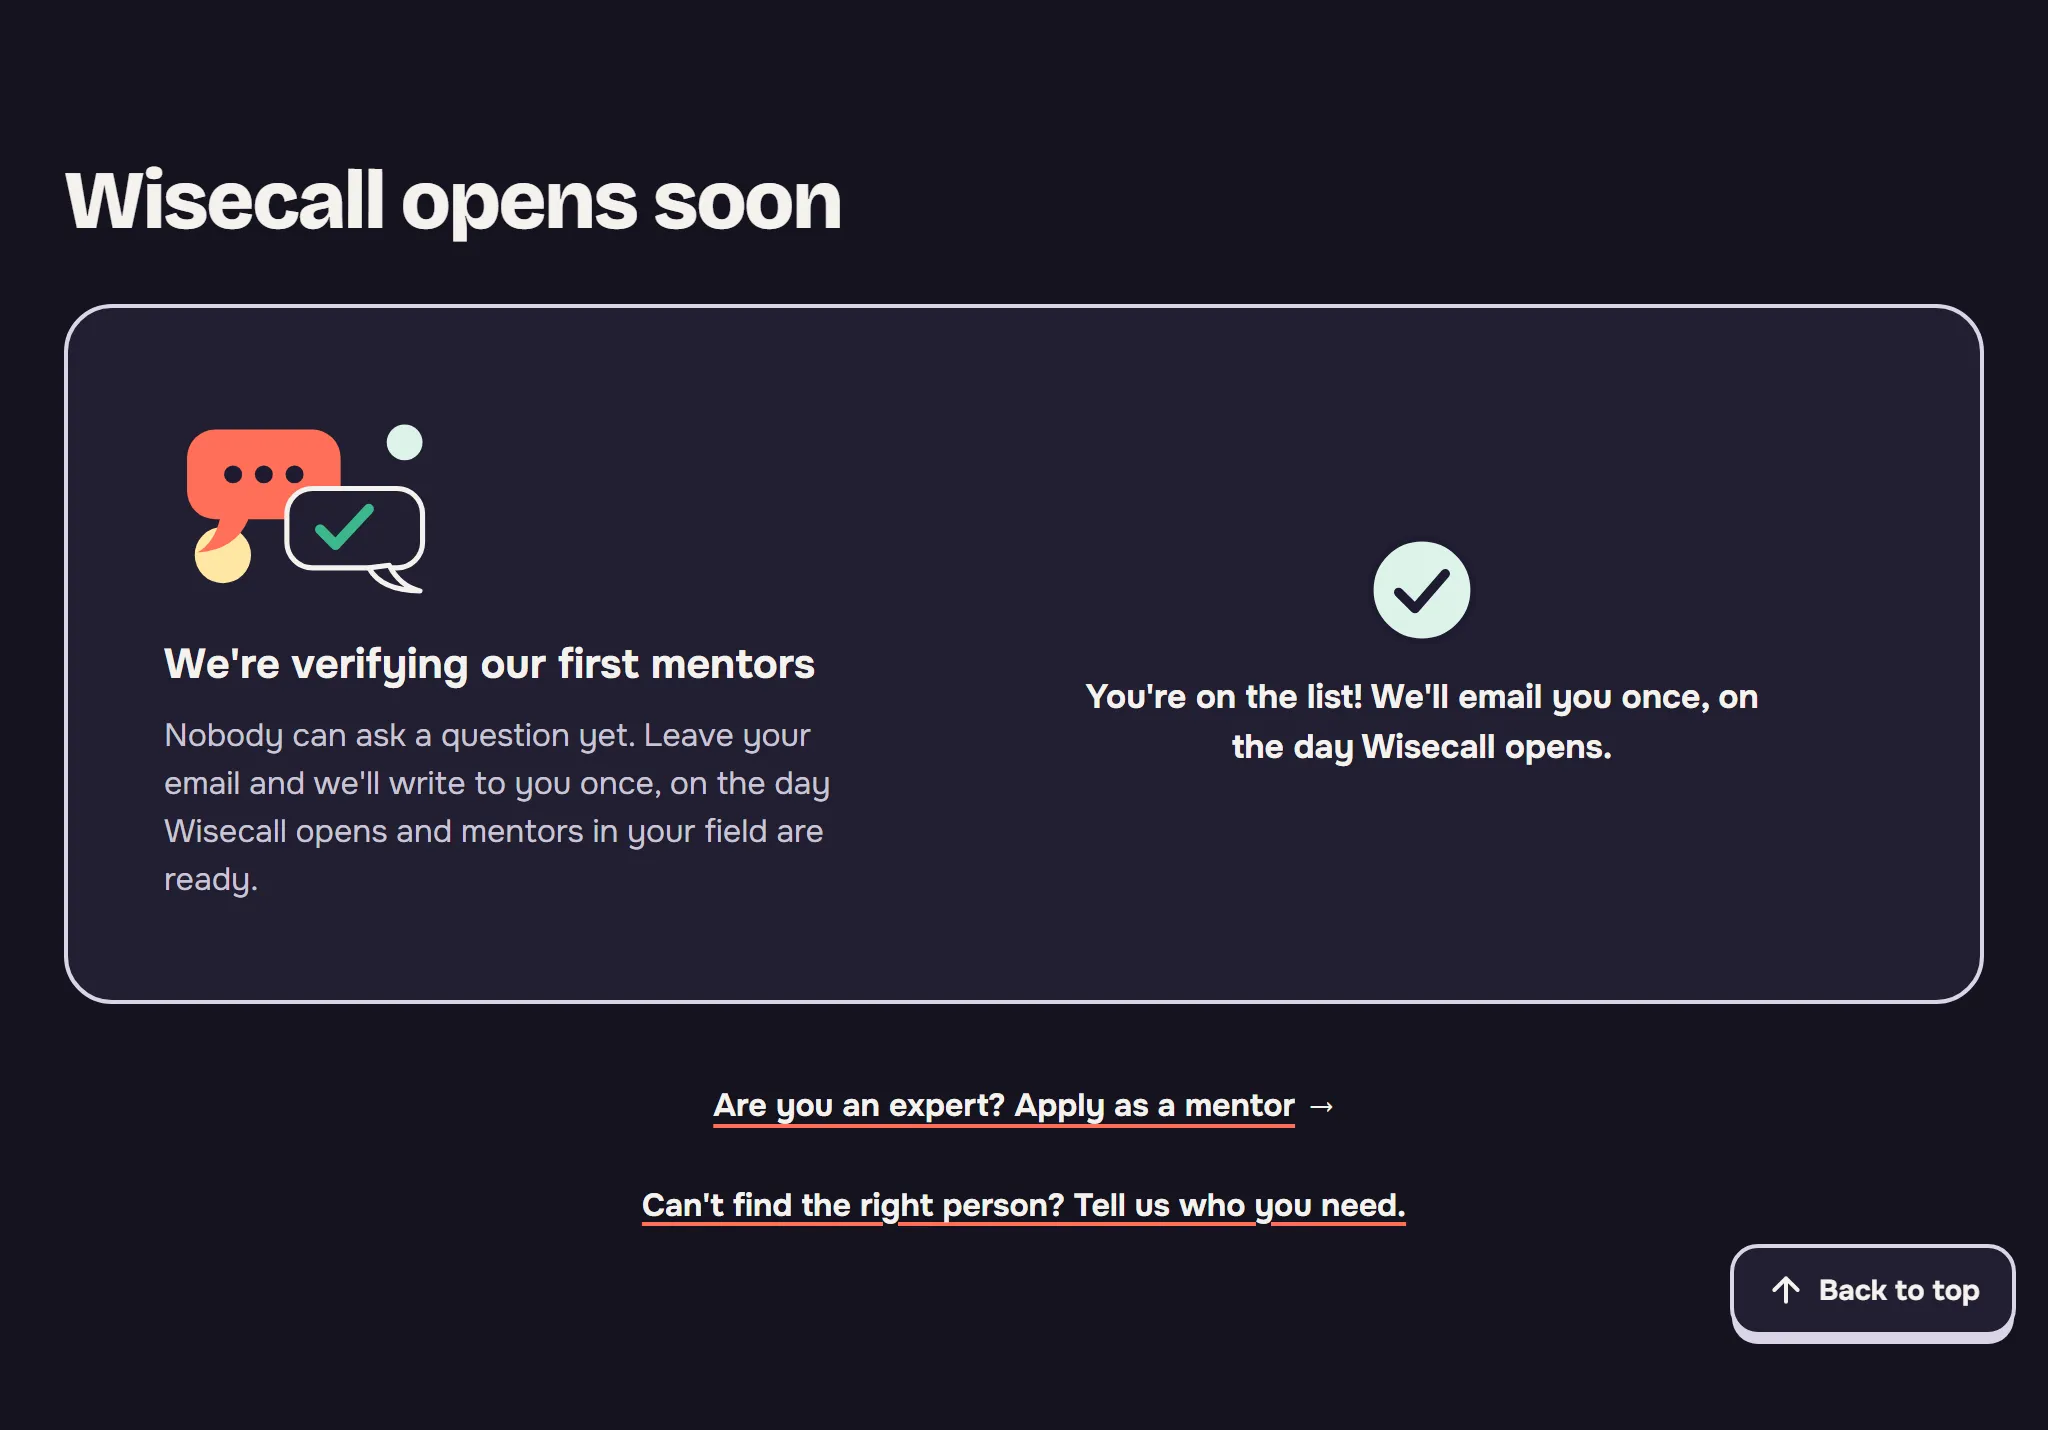 Wisecall opens soon
We're verifying our first mentors
Nobody can ask a question yet. Leave your
email and we'll write to you once, on the day
Wisecall opens and mentors in your field are
ready.
You're on the list! We'll email you once, on
the day Wisecall opens.
Are you an expert? Apply as a mentor →
Can't find the right person? Tell us who you need.
Back to top